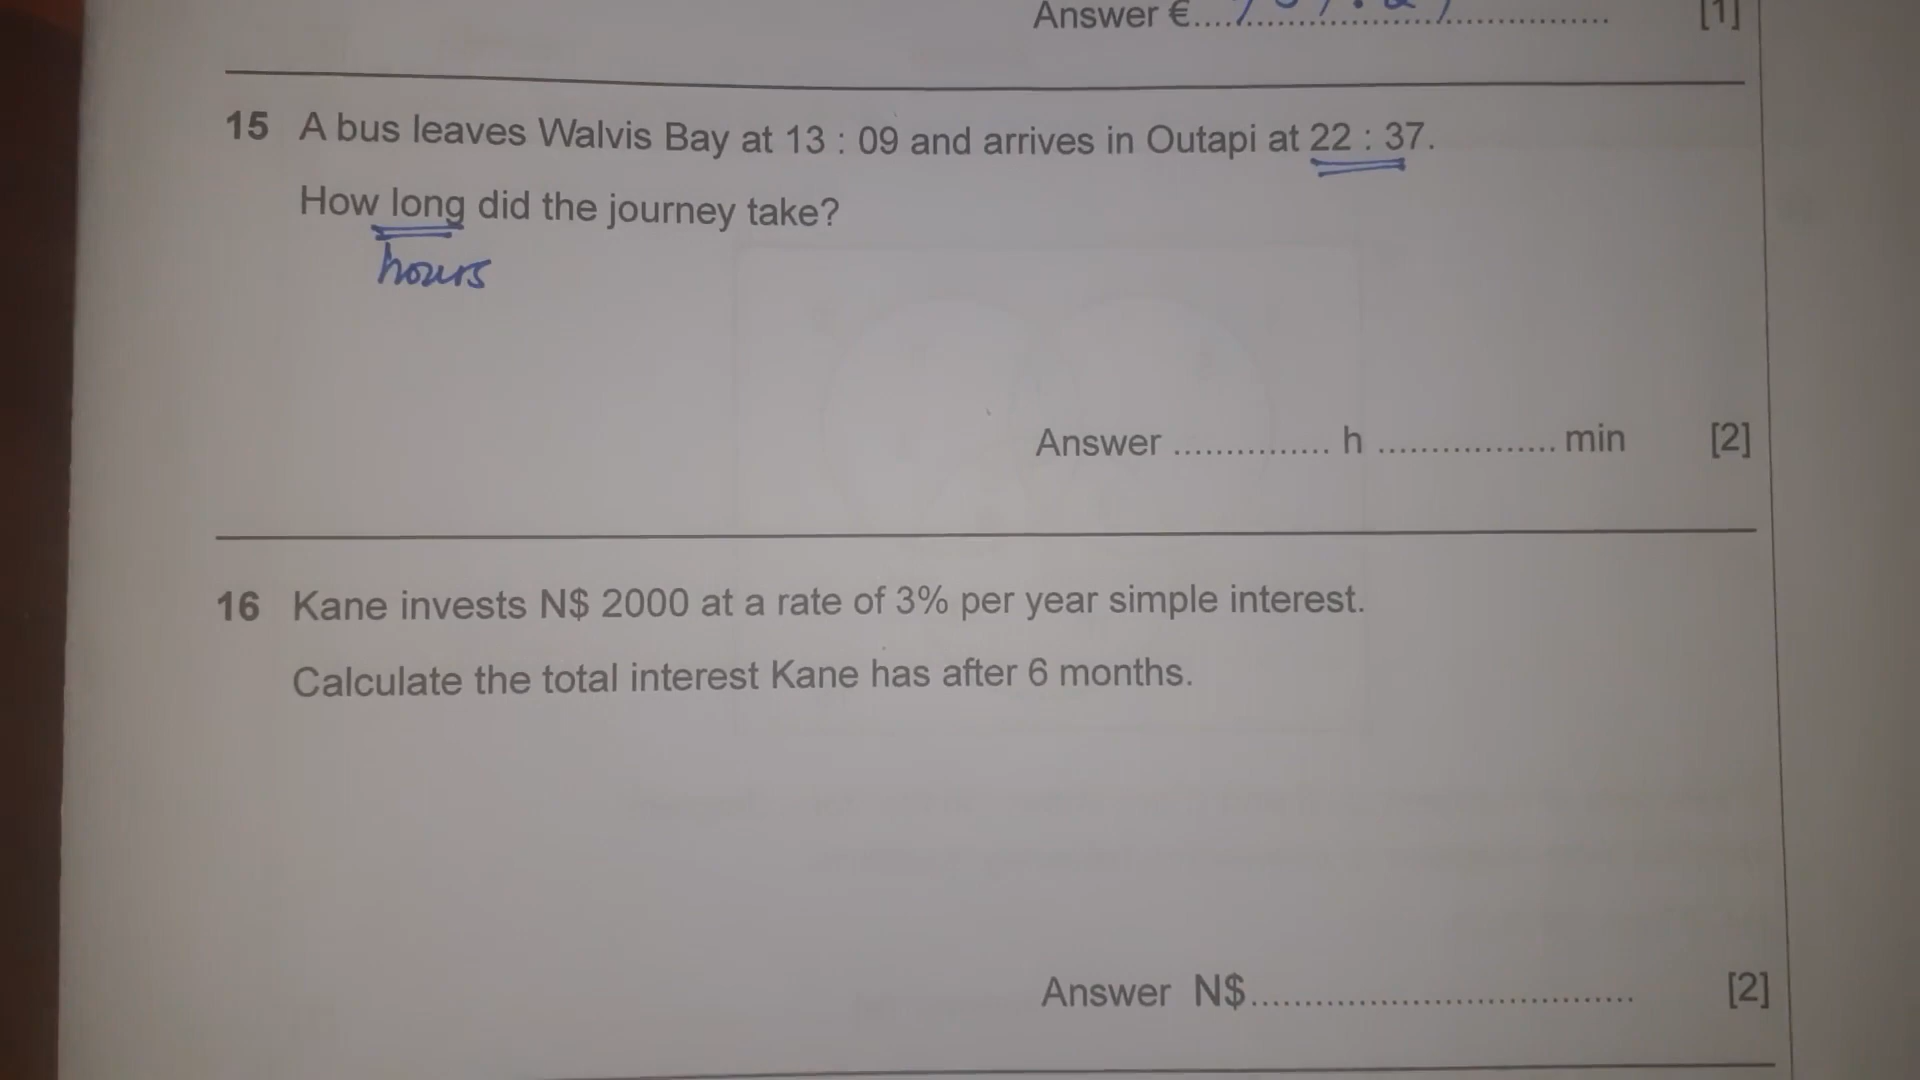 Answer €.................................. [1]
15 A bus leaves Walvis Bay at 13 : 09 and arrives in Outapi at 22 : 37.
How long did the journey take?
hours
Answer ............... h ................. min [2]
16 Kane invests N$ 2000 at a rate of 3% per year simple interest.
Calculate the total interest Kane has after 6 months.
Answer N$.................................... [2]